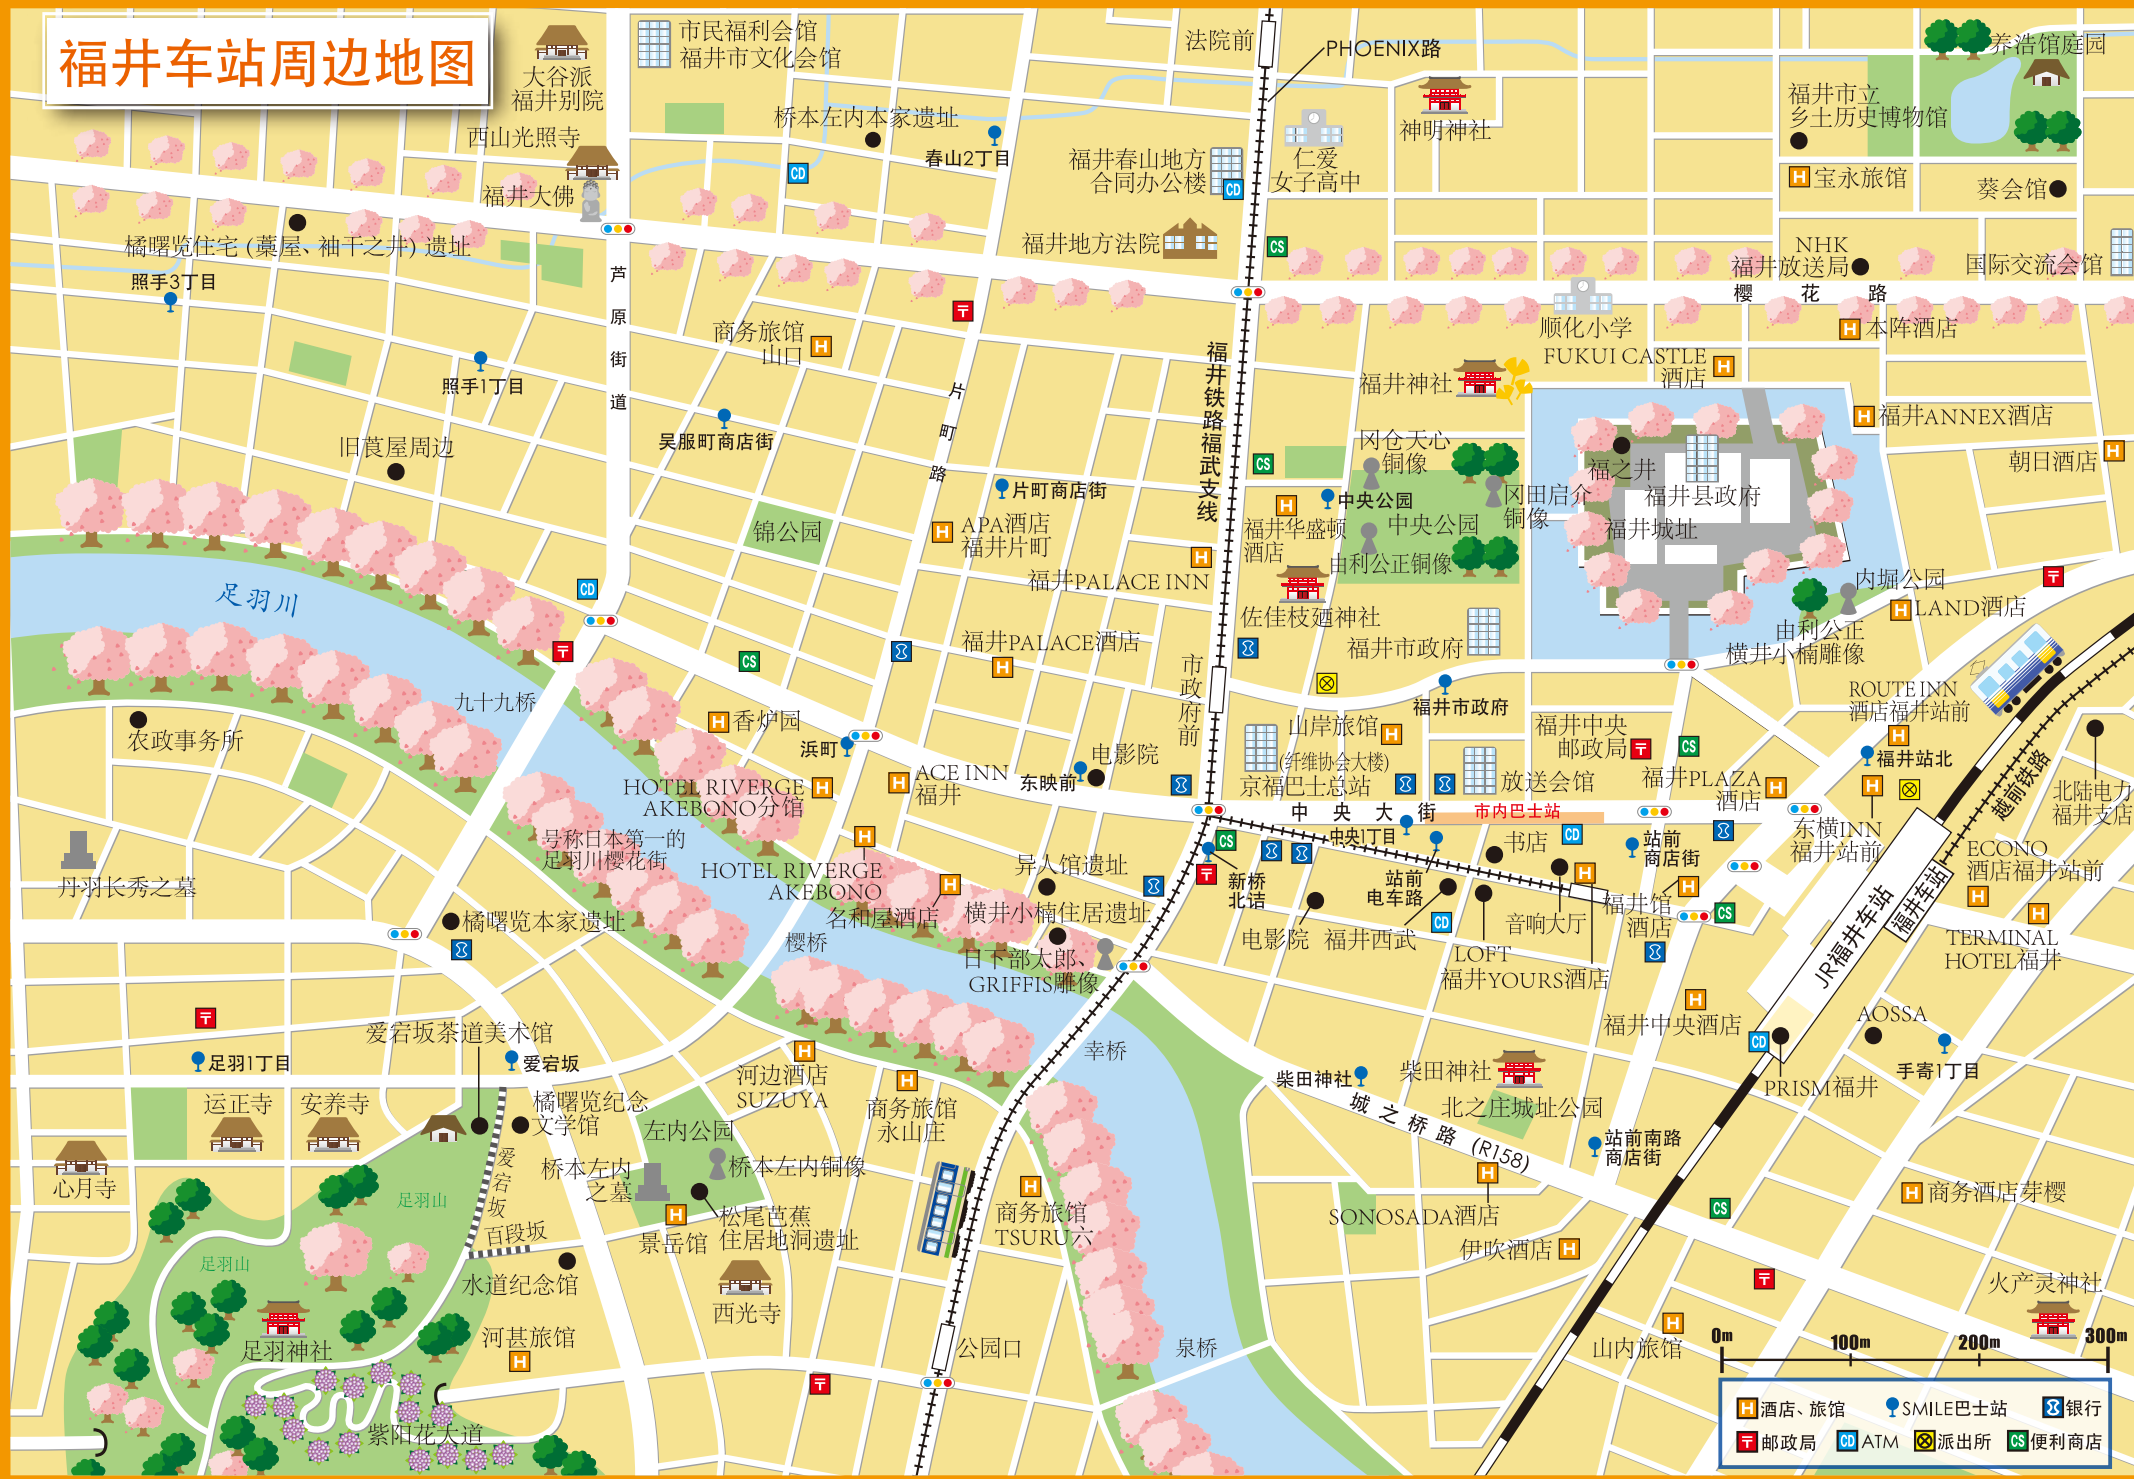 福井车站周边地图
市民福利会馆
福井市文化会馆
大谷派
福井别院
西山光照寺
福井大佛
桥本左内本家遗址
春山2丁目
法院前
PHOENIX路
神明神社
福井春山地方
合同办公楼
仁爱
女子高中
福井地方法院
养浩馆庭园
福井市立
乡土历史博物馆
宝永旅馆
葵会馆
NHK
福井放送局
国际交流会馆
樱花路
橘曙览住宅 (藁屋、袖干之井) 遗址
照手3丁目
照手1丁目
芦原街道
商务旅馆
山口
片町路
吴服町商店街
旧莨屋周边
福井铁路福武支线
顺化小学
本阵酒店
FUKUI CASTLE
酒店
福井神社
福井ANNEX酒店
朝日酒店
冈仓天心
铜像
中央公园
冈田启介
铜像
福井华盛顿
酒店
中央公园
由利公正铜像
福之井
福井县政府
福井城址
片町商店街
APA酒店
福井片町
锦公园
福井PALACE INN
佐佳枝廼神社
福井市政府
内堀公园
LAND酒店
由利公正
横井小楠雕像
足羽川
福井PALACE酒店
市政府前
九十九桥
农政事务所
香炉园
浜町
山岸旅馆
福井市政府
福井中央
邮政局
ROUTE INN
酒店福井站前
福井站北
越前铁路
北陆电力
福井支店
HOTEL RIVERGE
AKEBONO分馆
ACE INN
福井
东映前
电影院
(纤维协会大楼)
京福巴士总站
放送会馆
福井PLAZA
酒店
中央大街
市内巴士站
中央1丁目
书店
站前
商店街
东横INN
福井站前
ECONO
酒店福井站前
号称日本第一的
足羽川樱花街
丹羽长秀之墓
HOTEL RIVERGE
AKEBONO
异人馆遗址
新桥
北诘
站前
电车路
名和屋酒店
横井小楠住居遗址
电影院
福井西武
音响大厅
福井馆
酒店
LOFT
福井YOURS酒店
JR福井车站
福井车站
TERMINAL
HOTEL福井
橘曙览本家遗址
樱桥
日下部太郎、
GRIFFIS雕像
福井中央酒店
AOSSA
爱宕坂茶道美术馆
足羽1丁目
爱宕坂
幸桥
河边酒店
SUZUYA
柴田神社
柴田神社
PRISM福井
手寄1丁目
运正寺
安养寺
橘曙览纪念
文学馆
左内公园
商务旅馆
永山庄
城之桥路 (R158)
北之庄城址公园
站前南路
商店街
心月寺
爱宕坂
桥本左内
之墓
桥本左内铜像
足羽山
百段坂
景岳馆
松尾芭蕉
住居地洞遗址
商务旅馆
TSURU六
SONOSADA酒店
伊吹酒店
商务酒店芽樱
足羽山
水道纪念馆
西光寺
火产灵神社
足羽神社
河甚旅馆
公园口
泉桥
山内旅馆
紫阳花大道
0m 100m 200m 300m
H 酒店、旅馆 SMILE巴士站 银行
〒 邮政局 CD ATM 派出所 CS 便利商店